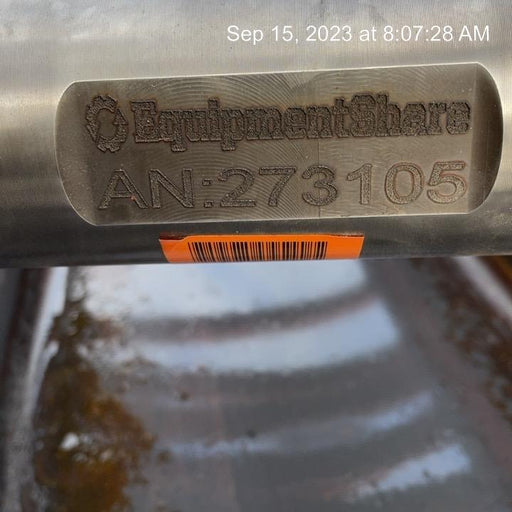 Sep 15, 2023 at 8:07:28 AM
EquipmentShare
AN:273105